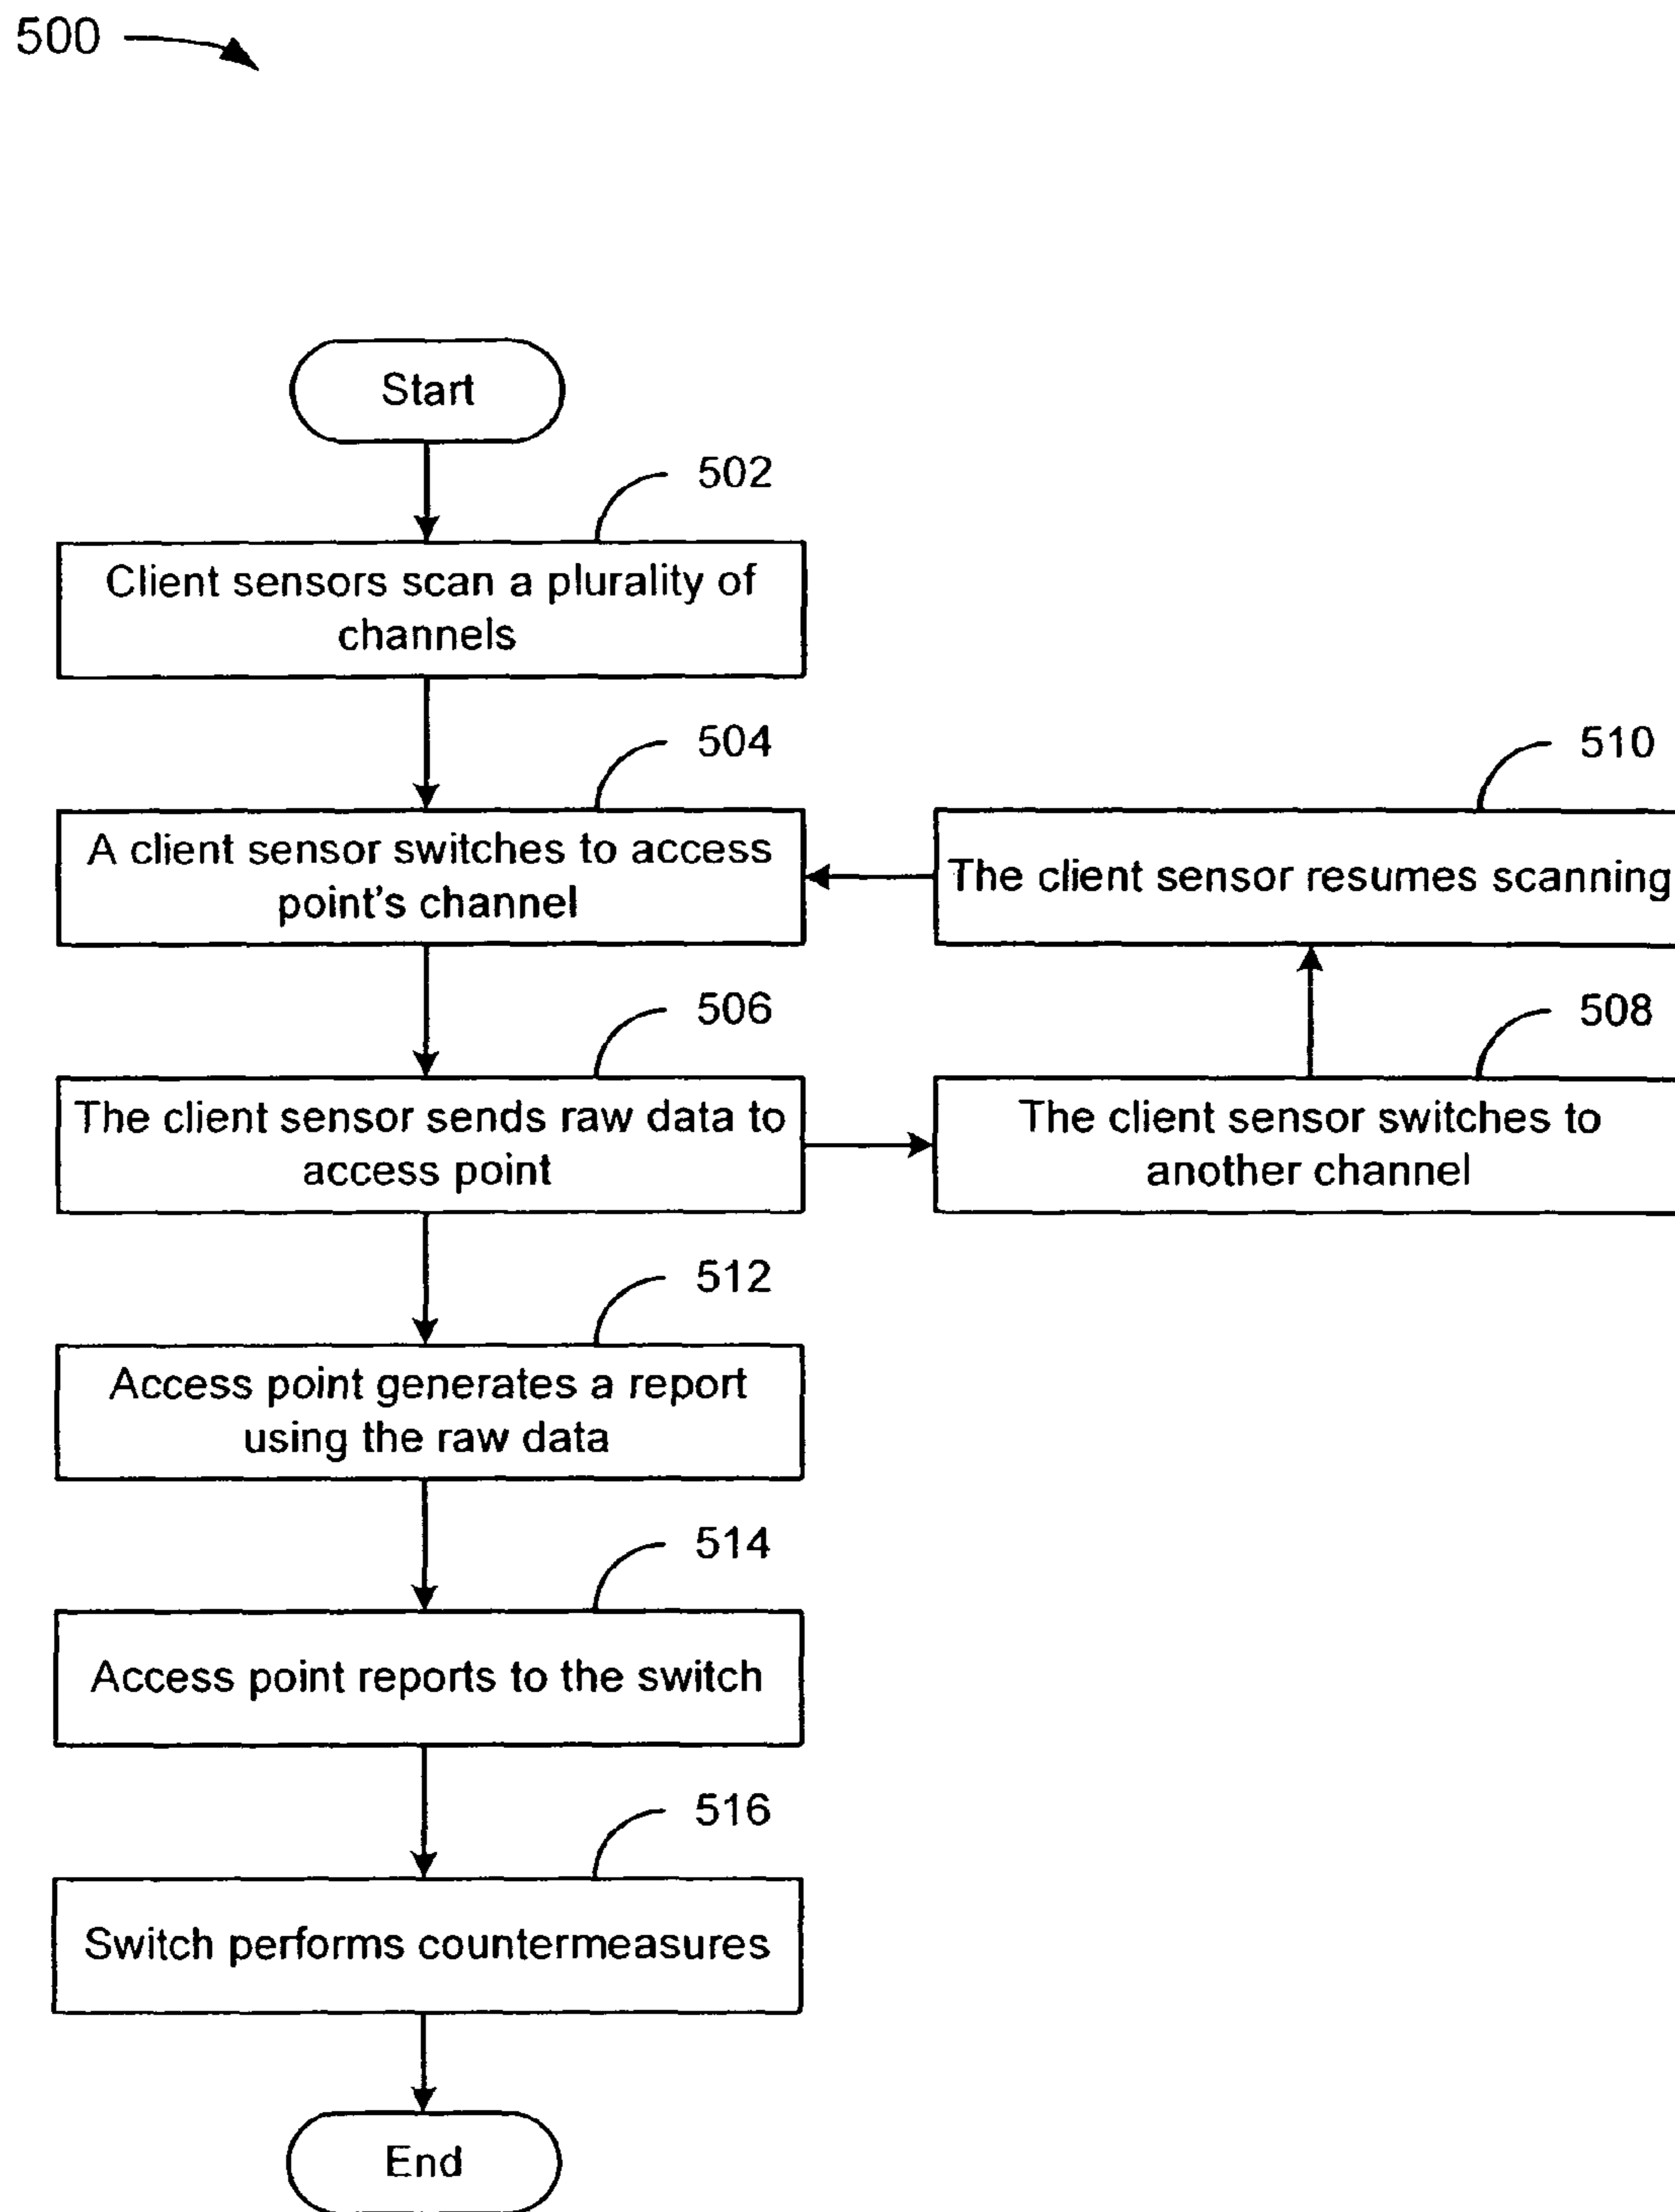 500
Start
502
Client sensors scan a plurality of
channels
504
A client sensor switches to access
point's channel
510
The client sensor resumes scanning
506
The client sensor sends raw data to
access point
508
The client sensor switches to
another channel
512
Access point generates a report
using the raw data
514
Access point reports to the switch
516
Switch performs countermeasures
End